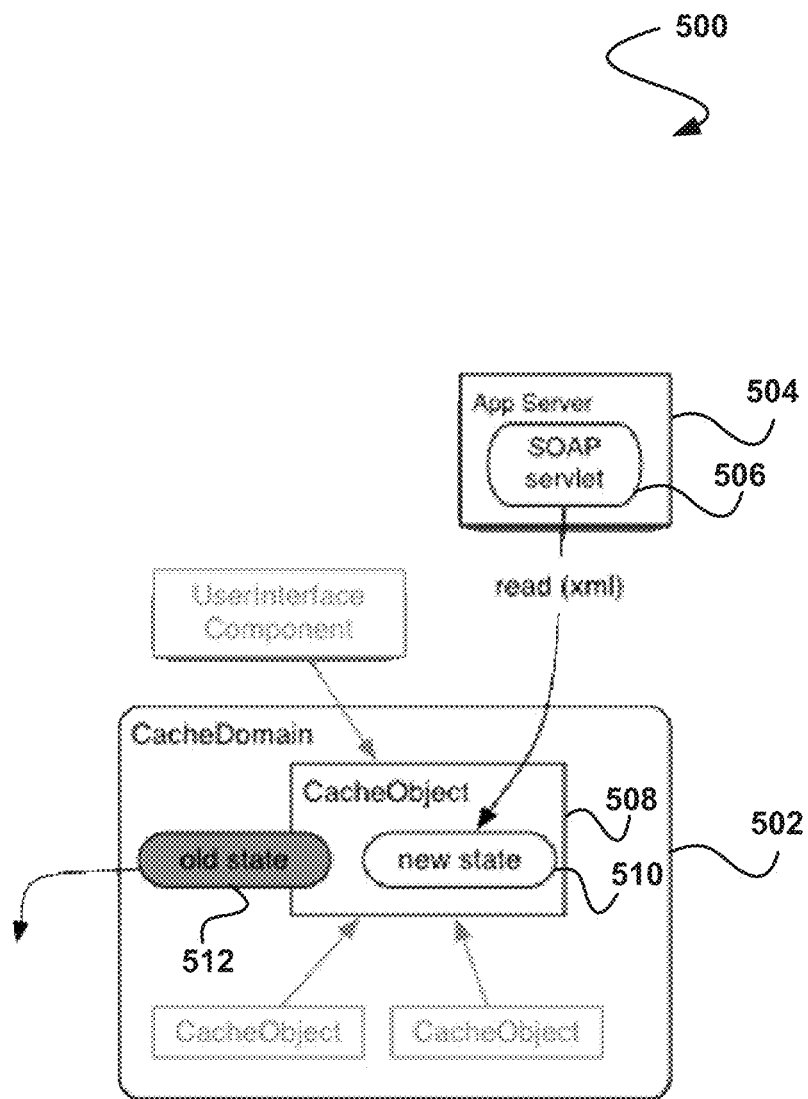 500
App Server
504
SOAP
servlet
506
read (xml)
UserInterface
Component
CacheDomain
CacheObject
508
502
old state
new state
510
512
CacheObject
CacheObject